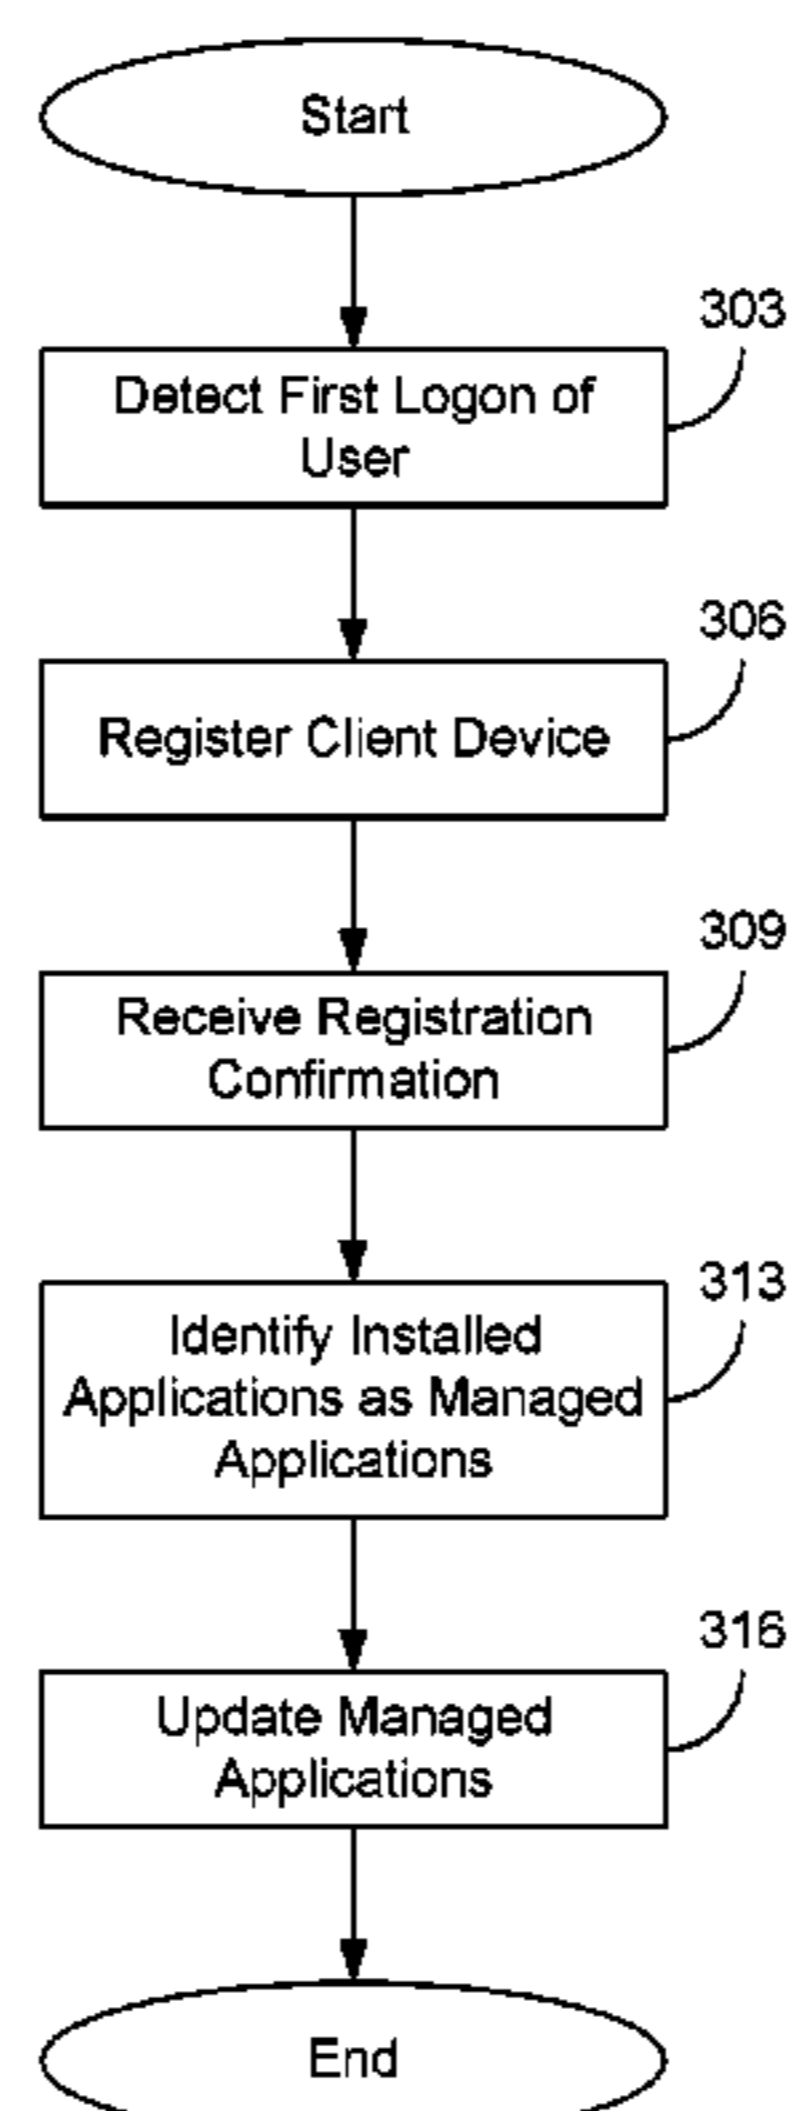 Start
303
Detect First Logon of
User
306
Register Client Device
309
Receive Registration
Confirmation
313
Identify Installed
Applications as Managed
Applications
316
Update Managed
Applications
End